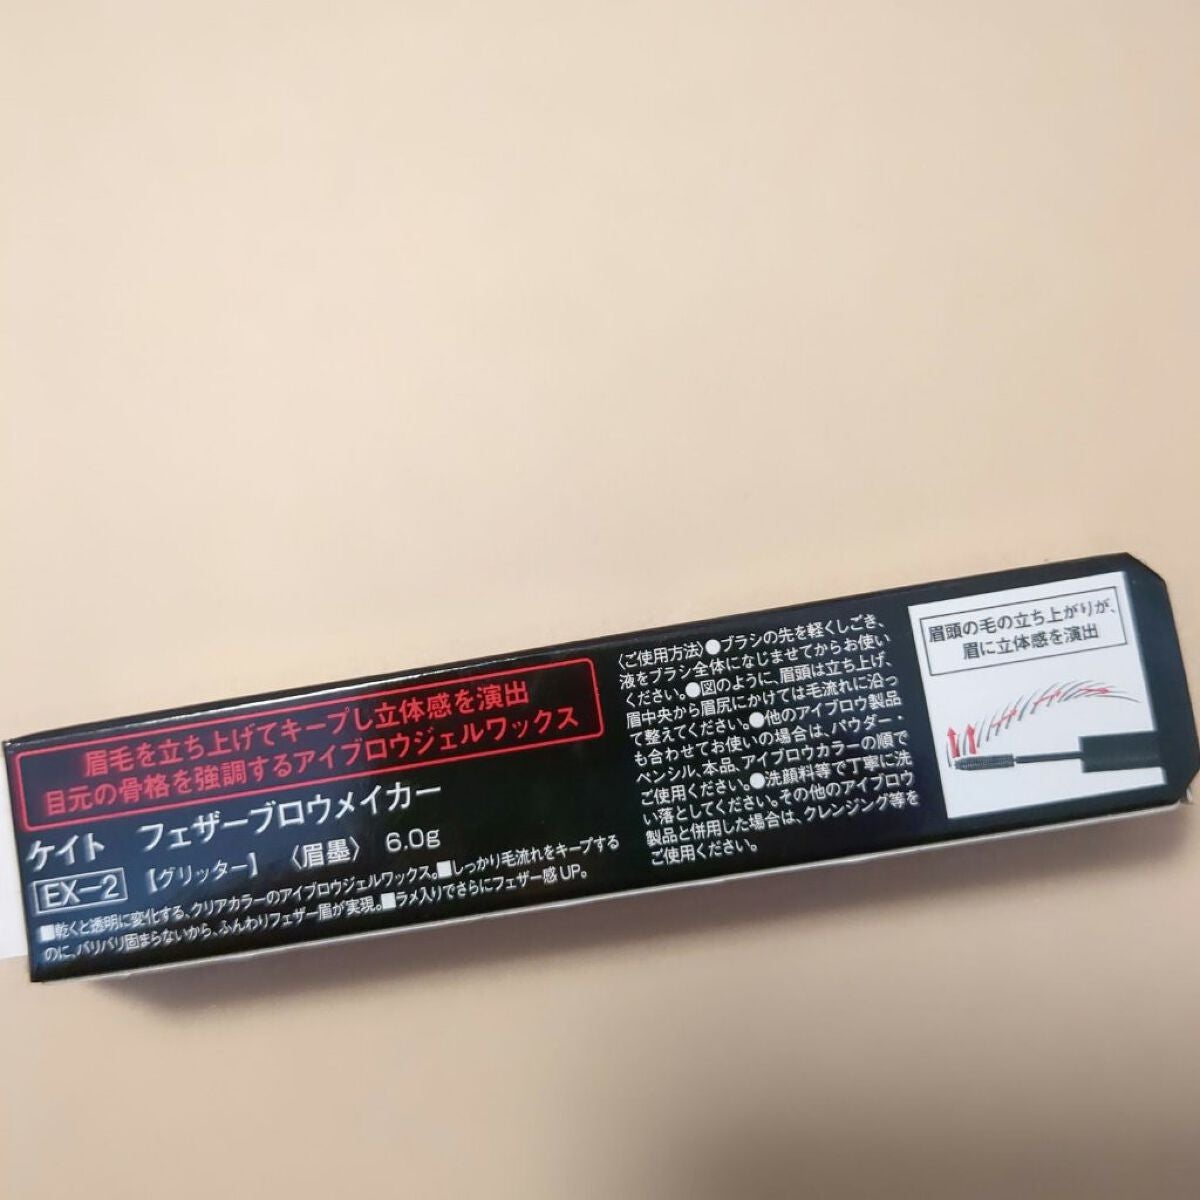 眉毛を立ち上げてキープし立体感を演出
目元の骨格を強調するアイブロウジェルワックス
ケイト　フェザーブロウメイカー
EX-2 【グリッター】 〈眉墨〉 6.0g
■乾くと透明に変化する、クリアカラーのアイブロウジェルワックス。■しっかり毛流れをキープする
のに、パリパリ固まらないから、ふんわりフェザー眉が実現。■ラメ入りでさらにフェザー感UP。
〈ご使用方法〉●ブラシの先を軽くしごき、
液をブラシ全体になじませてからお使い
ください。●図のように、眉頭は立ち上げ、
眉中央から眉尻にかけては毛流れに沿っ
て整えてください。●他のアイブロウ製品
も合わせてお使いの場合は、パウダー・
ペンシル、本品、アイブロウカラーの順で
ご使用ください。●洗顔料等で丁寧に洗
い落としてください。その他のアイブロウ
製品と併用した場合は、クレンジング等を
ご使用ください。
眉頭の毛の立ち上がりが、
眉に立体感を演出